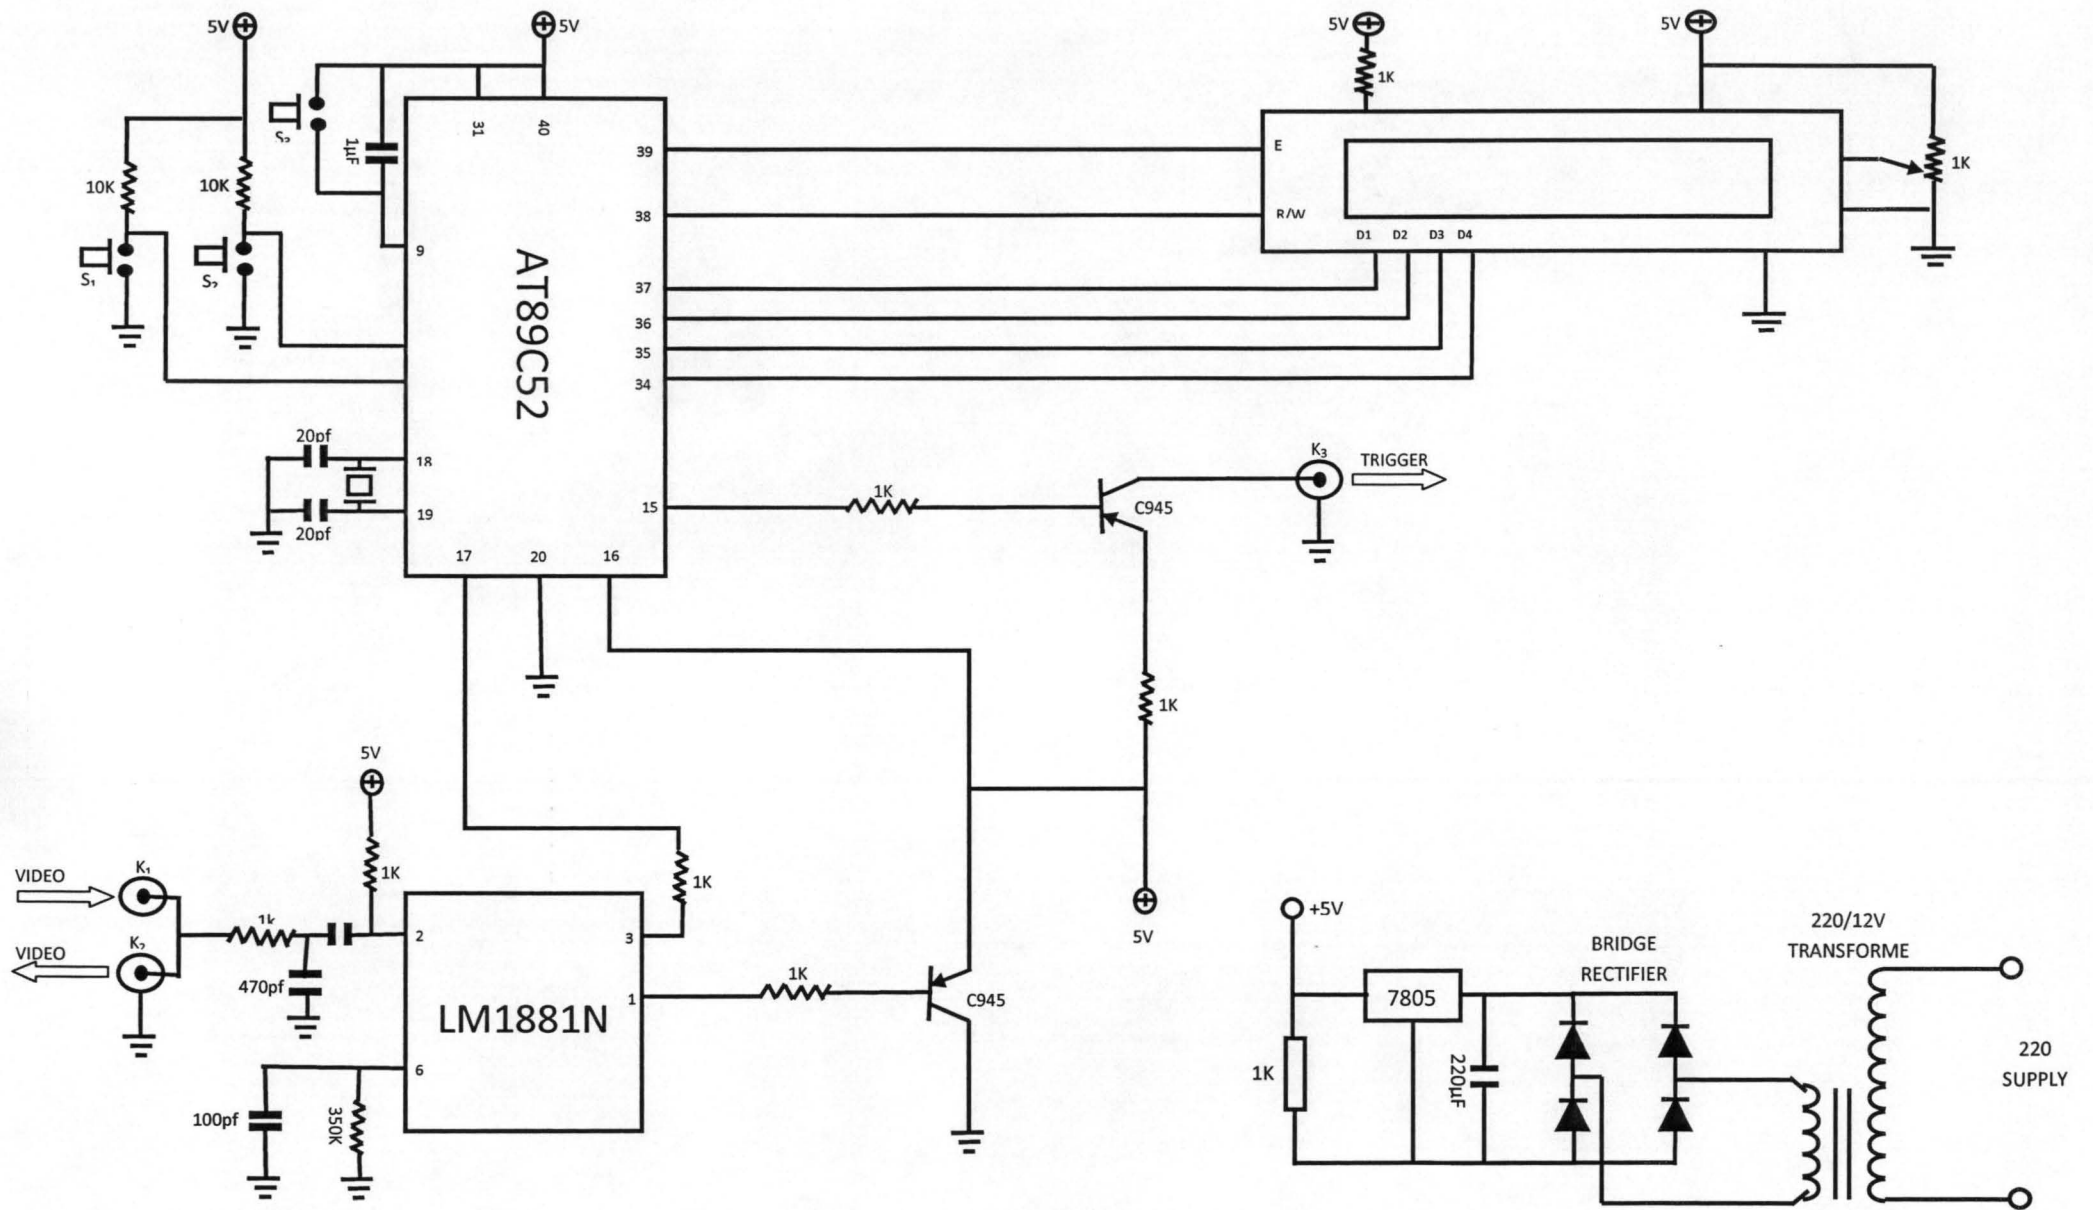 5V
5V
5V
5V
S₂
1µF
31
40
39
E
1K
1K
10K
10K
38
R/W
9
D1 D2 D3 D4
S₁
S₂
AT89C52
37
36
35
34
20pf
18
K₃
TRIGGER
19
20pf
15
1K
C945
17
20
16
1K
5V
K₁
VIDEO
1K
1K
1k
2
3
K₂
VIDEO
470pf
1K
1
C945
LM1881N
6
100pf
350K
5V
+5V
220/12V
TRANSFORME
BRIDGE
RECTIFIER
7805
1K
220µF
220
SUPPLY